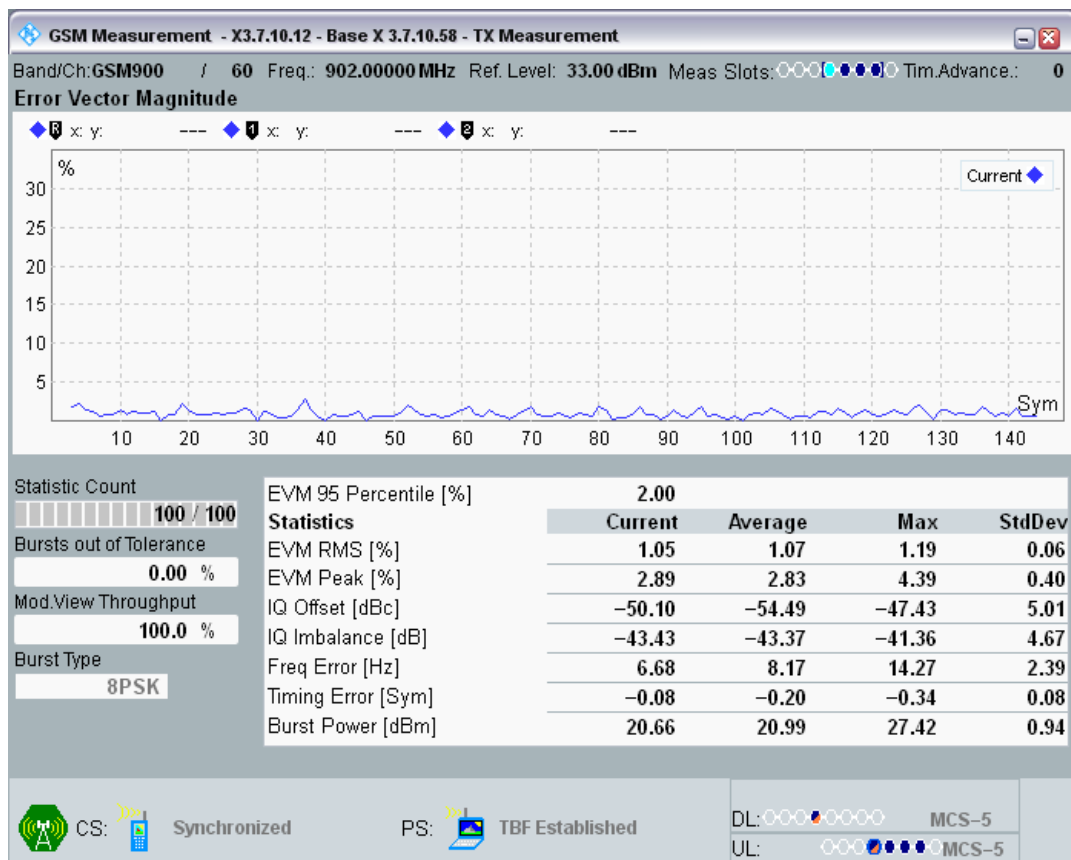 GSM Measurement - X3.7.10.12 - Base X 3.7.10.58 - TX Measurement
Band/Ch:GSM900 / 60 Freq.: 902.00000 MHz Ref. Level: 33.00 dBm Meas Slots: Tim.Advance.: 0
Error Vector Magnitude
R x: y: --- 1 x: y: --- 2 x: y: ---
%
Current
30
25
20
15
10
5
Sym
10 20 30 40 50 60 70 80 90 100 110 120 130 140
Statistic Count
100 / 100
Bursts out of Tolerance
0.00 %
Mod.View Throughput
100.0 %
Burst Type
8PSK
EVM 95 Percentile [%] 2.00
Statistics Current Average Max StdDev
EVM RMS [%] 1.05 1.07 1.19 0.06
EVM Peak [%] 2.89 2.83 4.39 0.40
IQ Offset [dBc] −50.10 −54.49 −47.43 5.01
IQ Imbalance [dB] −43.43 −43.37 −41.36 4.67
Freq Error [Hz] 6.68 8.17 14.27 2.39
Timing Error [Sym] −0.08 −0.20 −0.34 0.08
Burst Power [dBm] 20.66 20.99 27.42 0.94
CS: Synchronized PS: TBF Established
DL: MCS−5
UL: MCS−5